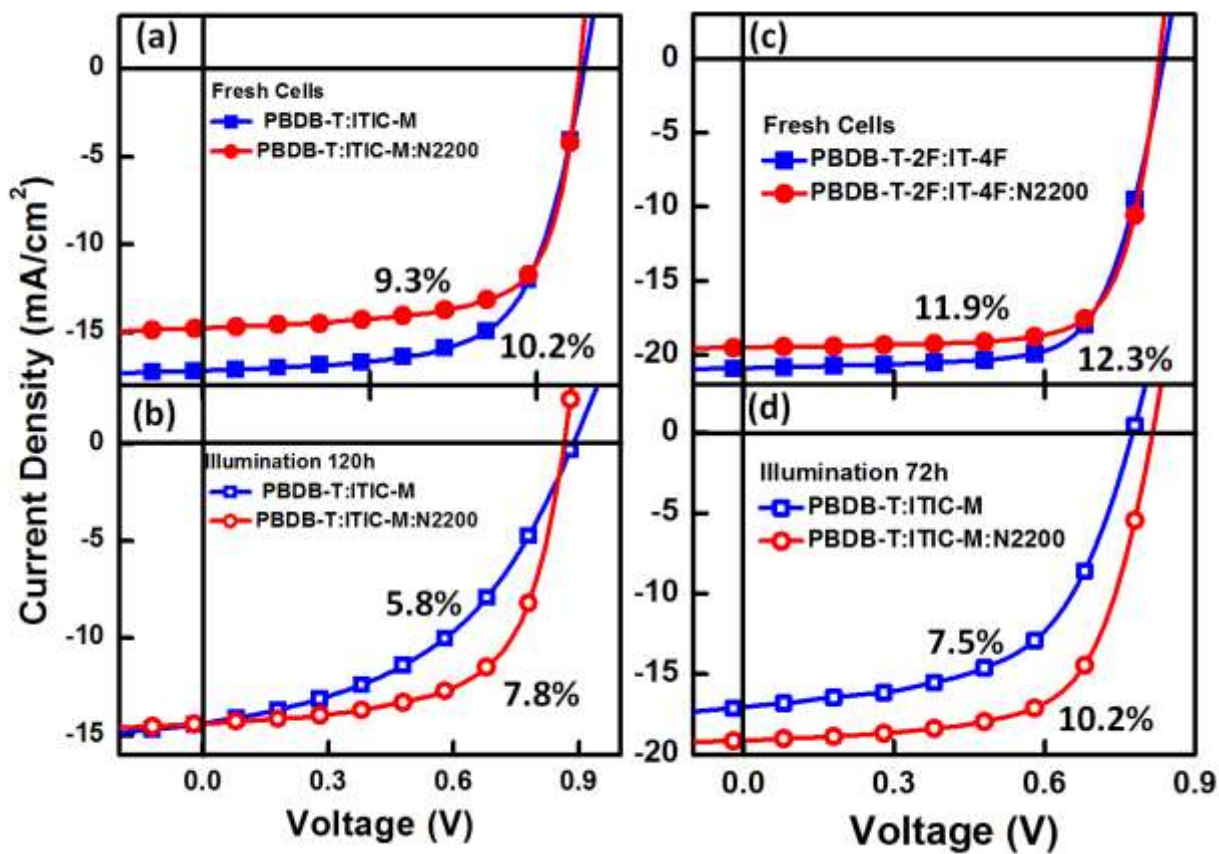 Current Density (mA/cm²)
(a)
0
-5
-10
-15
Fresh Cells
PBDB-T:ITIC-M
PBDB-T:ITIC-M:N2200
9.3%
10.2%
(b)
0
-5
-10
-15
Illumination 120h
PBDB-T:ITIC-M
PBDB-T:ITIC-M:N2200
5.8%
7.8%
0.0 0.3 0.6 0.9
Voltage (V)
(c)
0
-5
-10
-15
-20
Fresh Cells
PBDB-T-2F:IT-4F
PBDB-T-2F:IT-4F:N2200
11.9%
12.3%
(d)
0
-5
-10
-15
-20
Illumination 72h
PBDB-T:ITIC-M
PBDB-T:ITIC-M:N2200
7.5%
10.2%
0.0 0.3 0.6 0.9
Voltage (V)